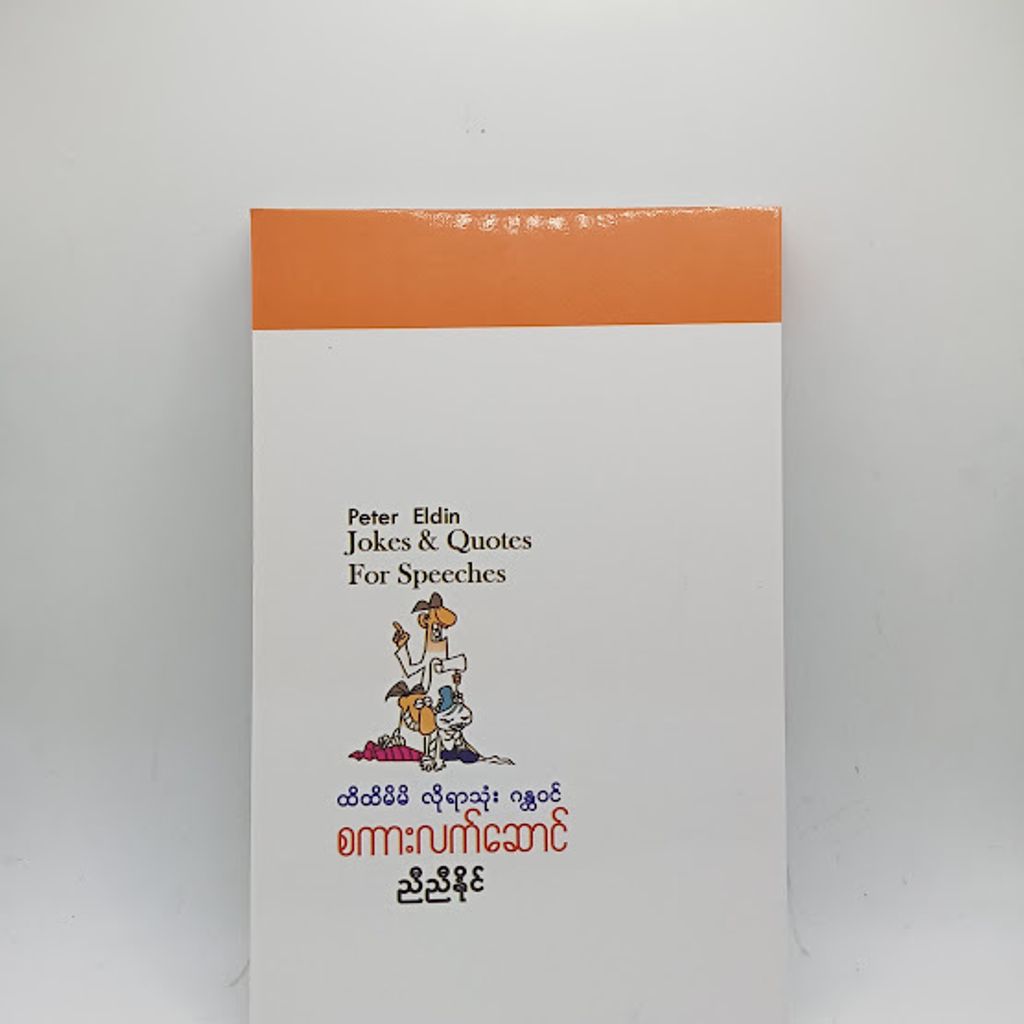 Peter Eldin
Jokes & Quotes
For Speeches
ထိထိမိမိ လိုရာသုံး ဂန္ထဝင်
စကားလက်ဆောင်
ညီညီနိုင်